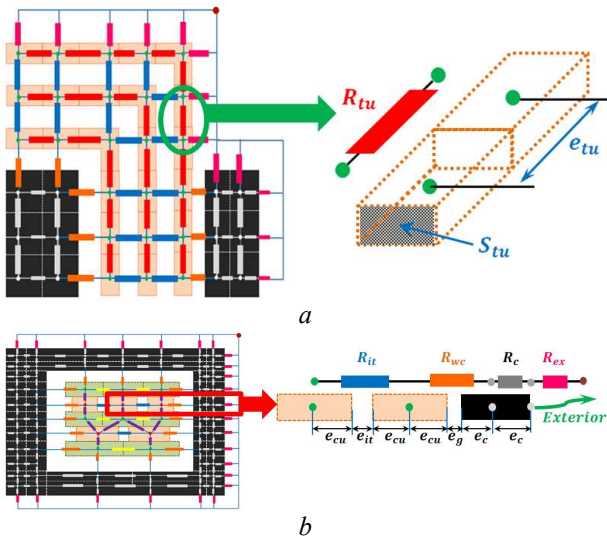 R_tu
e_tu
S_tu
a
R_it R_wc R_c R_ex
Exterior
e_cu e_it e_cu e_cu e_g e_c e_c
b